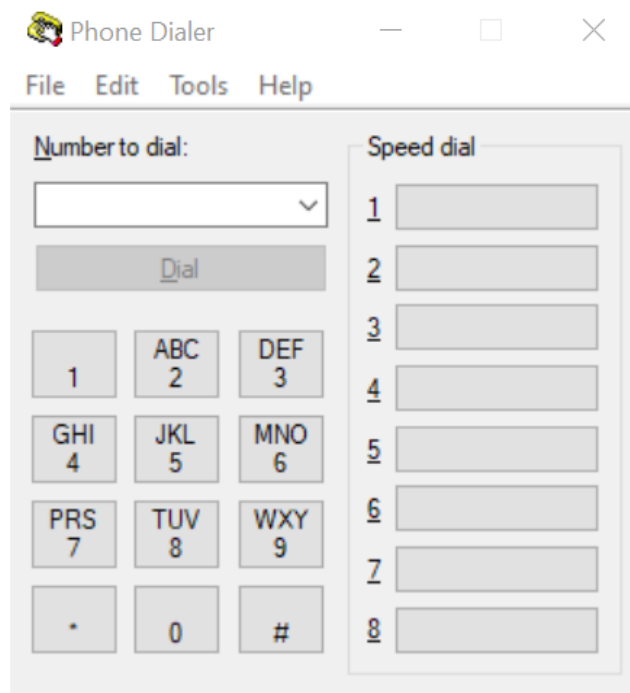 Phone Dialer
File Edit Tools Help
Number to dial:
Dial
1
ABC
2
DEF
3
GHI
4
JKL
5
MNO
6
PRS
7
TUV
8
WXY
9
*
0
#
Speed dial
1
2
3
4
5
6
7
8